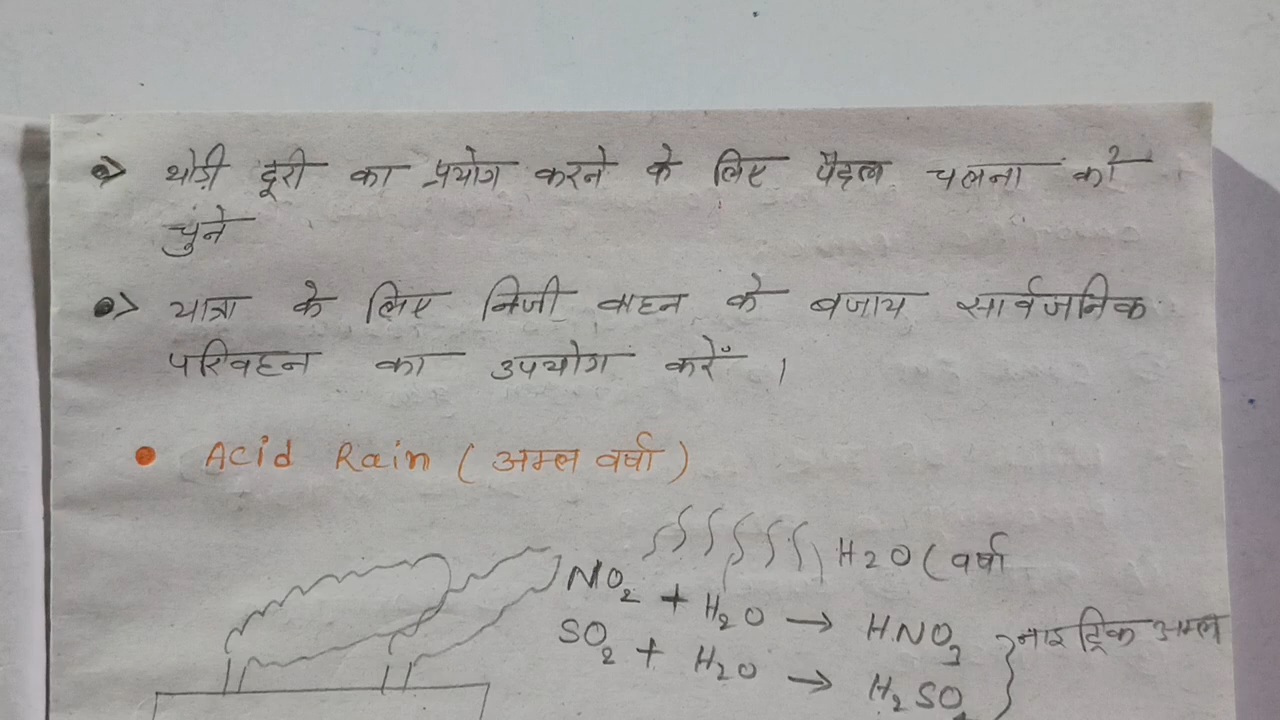 थोड़ी दूरी का प्रयोग करने के लिए पैदल चलना को
चुने
यात्रा के लिए निजी वाहन के बजाय सार्वजनिक
परिवहन का उपयोग करें ।
Acid Rain ( अम्ल वर्षा )
H2O ( वर्षा
NO₂ + H₂O → HNO₃
SO₂ + H₂O → H₂SO₄ } नाइट्रिक अम्ल